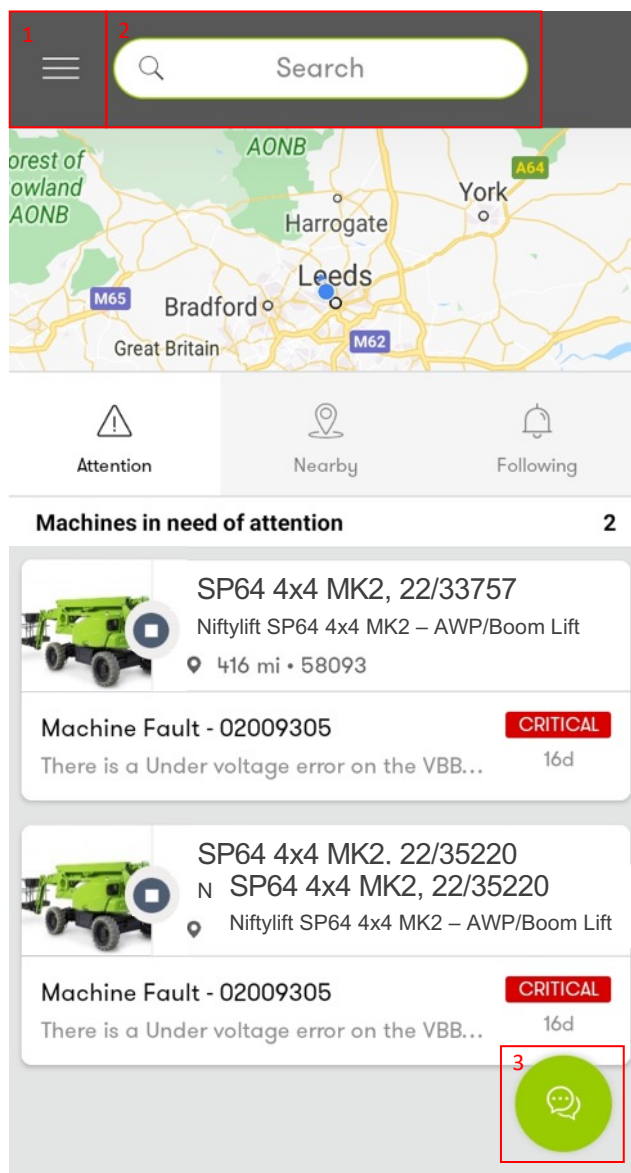 1
2
Search
orest of
owland
AONB
AONB
A64
York
Harrogate
Leeds
M65
Bradford
Great Britain
M62
Attention
Nearby
Following
Machines in need of attention 2
SP64 4x4 MK2, 22/33757
Niftylift SP64 4x4 MK2 – AWP/Boom Lift
416 mi • 58093
Machine Fault - 02009305 CRITICAL
There is a Under voltage error on the VBB... 16d
SP64 4x4 MK2. 22/35220
N SP64 4x4 MK2, 22/35220
Niftylift SP64 4x4 MK2 – AWP/Boom Lift
Machine Fault - 02009305 CRITICAL
There is a Under voltage error on the VBB... 16d
3